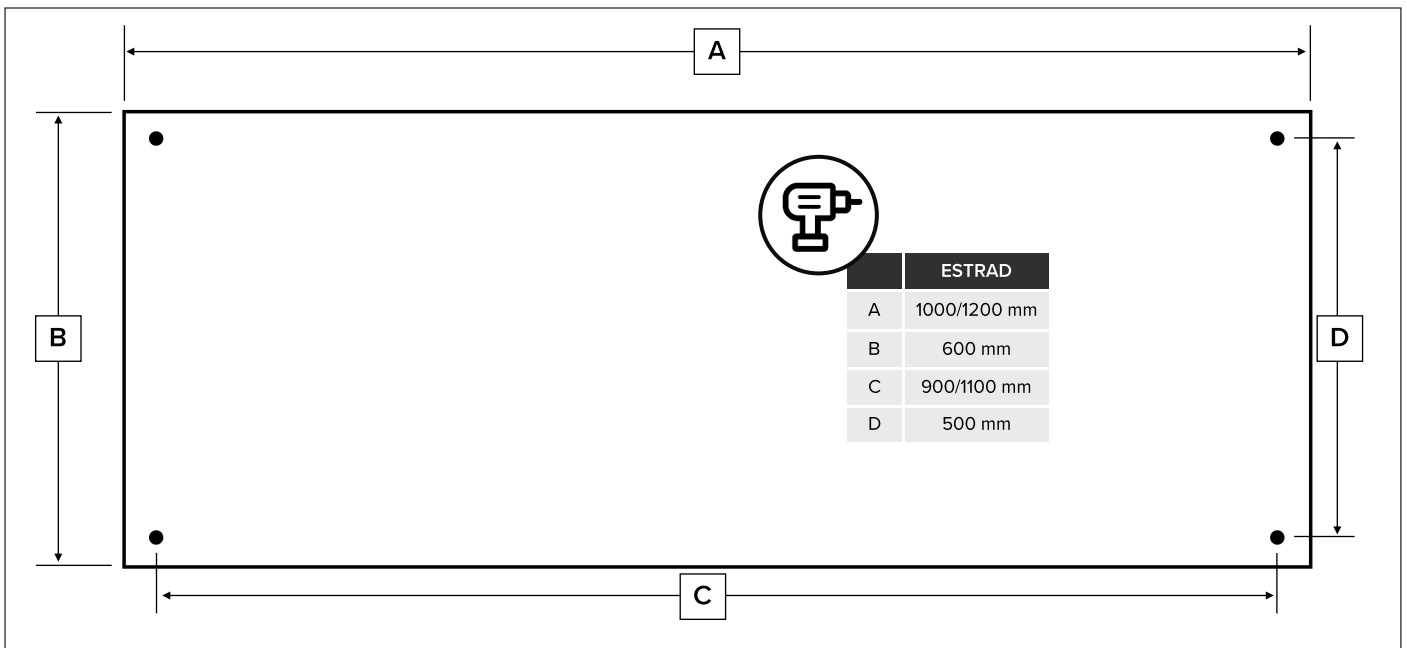 A
ESTRAD
A 1000/1200 mm
B 600 mm
C 900/1100 mm
D 500 mm
B
D
C